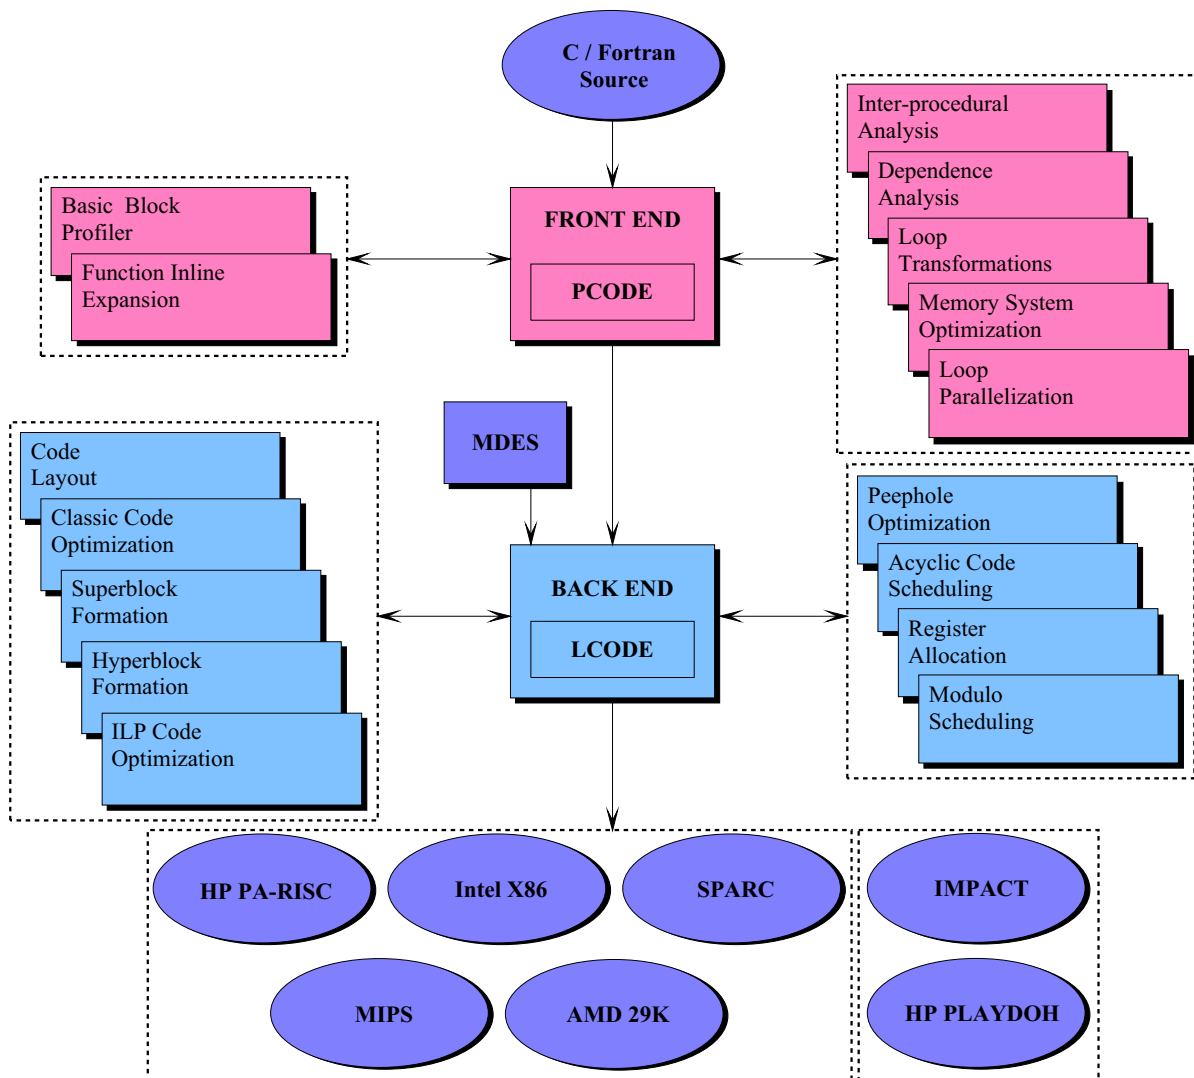 C / Fortran
Source
Inter-procedural
Analysis
Dependence
Analysis
Loop
Transformations
Memory System
Optimization
Loop
Parallelization
Basic Block
Profiler
Function Inline
Expansion
FRONT END
PCODE
MDES
Code
Layout
Classic Code
Optimization
Superblock
Formation
Hyperblock
Formation
ILP Code
Optimization
BACK END
LCODE
Peephole
Optimization
Acyclic Code
Scheduling
Register
Allocation
Modulo
Scheduling
HP PA-RISC
Intel X86
SPARC
IMPACT
MIPS
AMD 29K
HP PLAYDOH